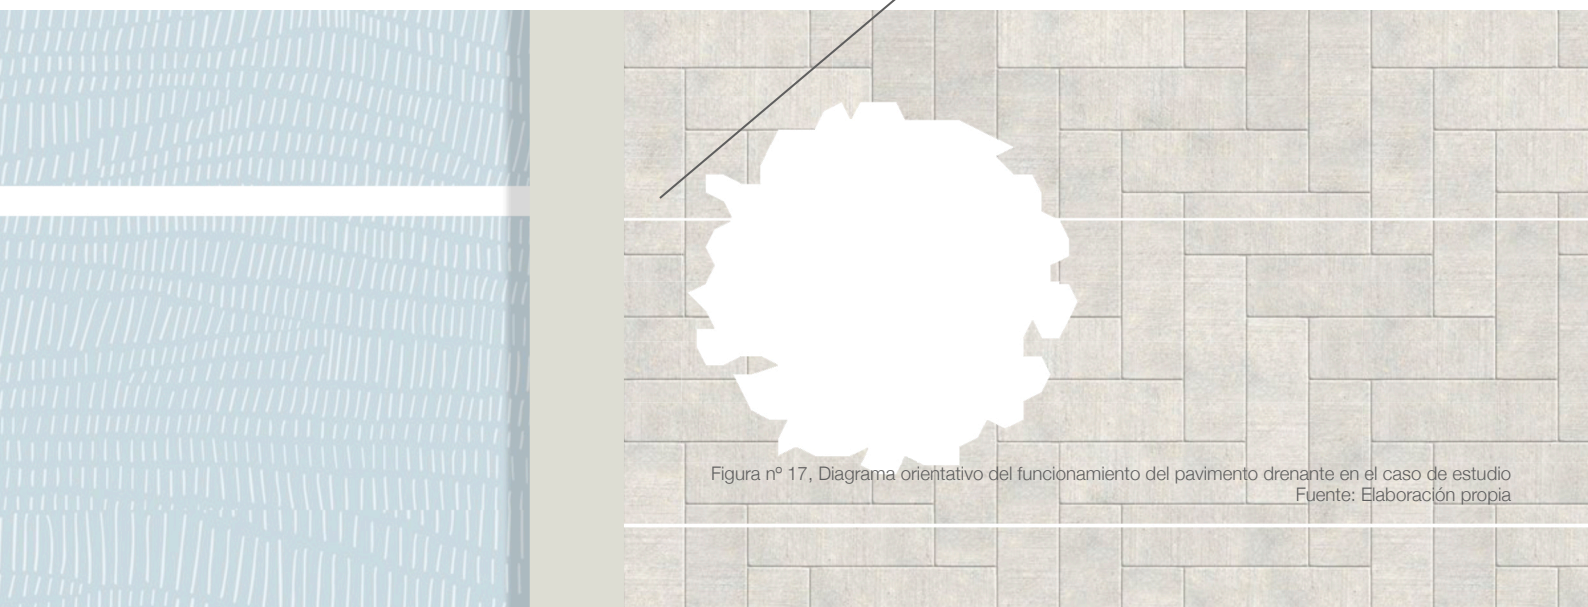 Figura nº 17, Diagrama orientativo del funcionamiento del pavimento drenante en el caso de estudio
Fuente: Elaboración propia